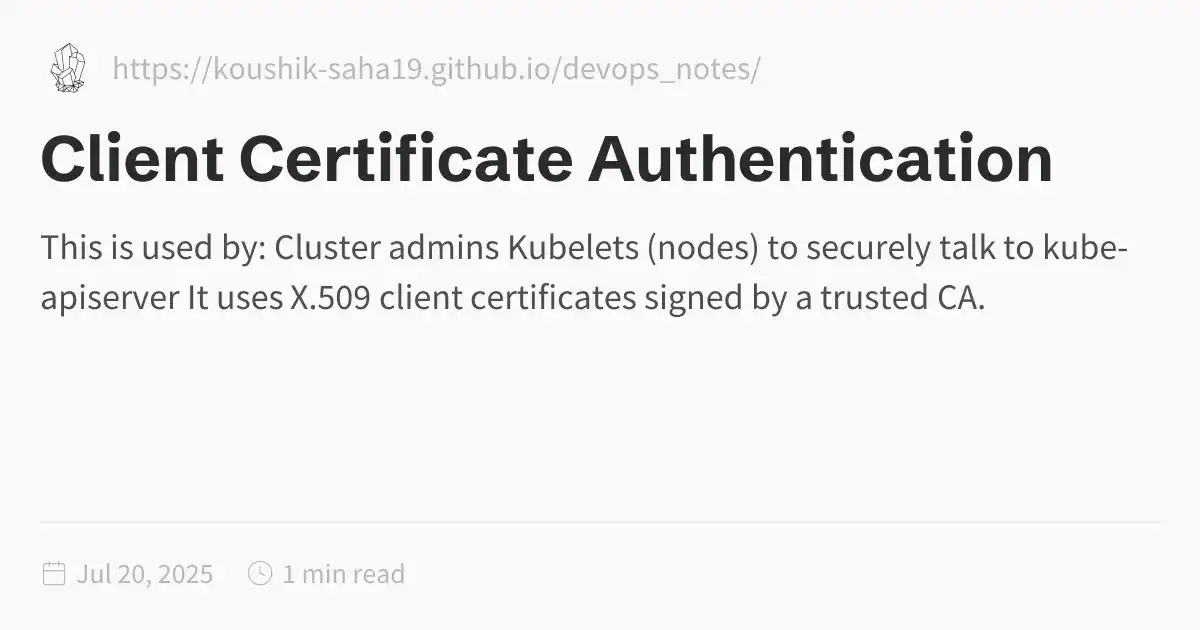 https://koushik-saha19.github.io/devops_notes/
Client Certificate Authentication
This is used by: Cluster admins Kubelets (nodes) to securely talk to kube-
apiserver It uses X.509 client certificates signed by a trusted CA.
Jul 20, 2025 1 min read